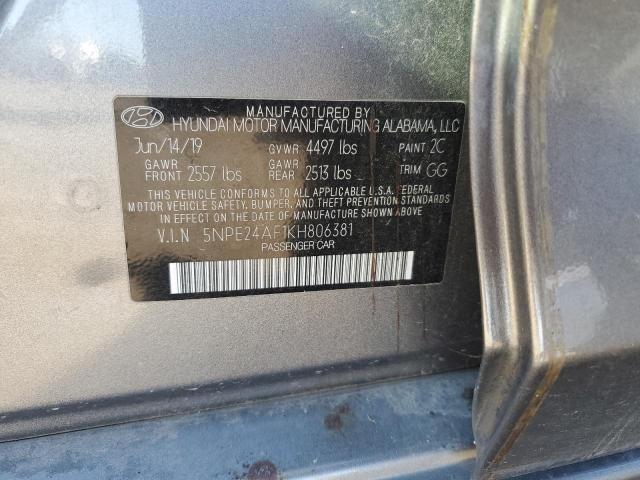 MANUFACTURED BY
HYUNDAI MOTOR MANUFACTURING ALABAMA, LLC
Jun/14/19 GVWR 4497 lbs PAINT 2C
GAWR FRONT 2557 lbs GAWR REAR 2513 lbs TRIM GG
THIS VEHICLE CONFORMS TO ALL APPLICABLE U.S.A. FEDERAL
MOTOR VEHICLE SAFETY, BUMPER, AND THEFT PREVENTION STANDARDS
IN EFFECT ON THE DATE OF MANUFACTURE SHOWN ABOVE.
V.I.N 5NPE24AF1KH806381
PASSENGER CAR